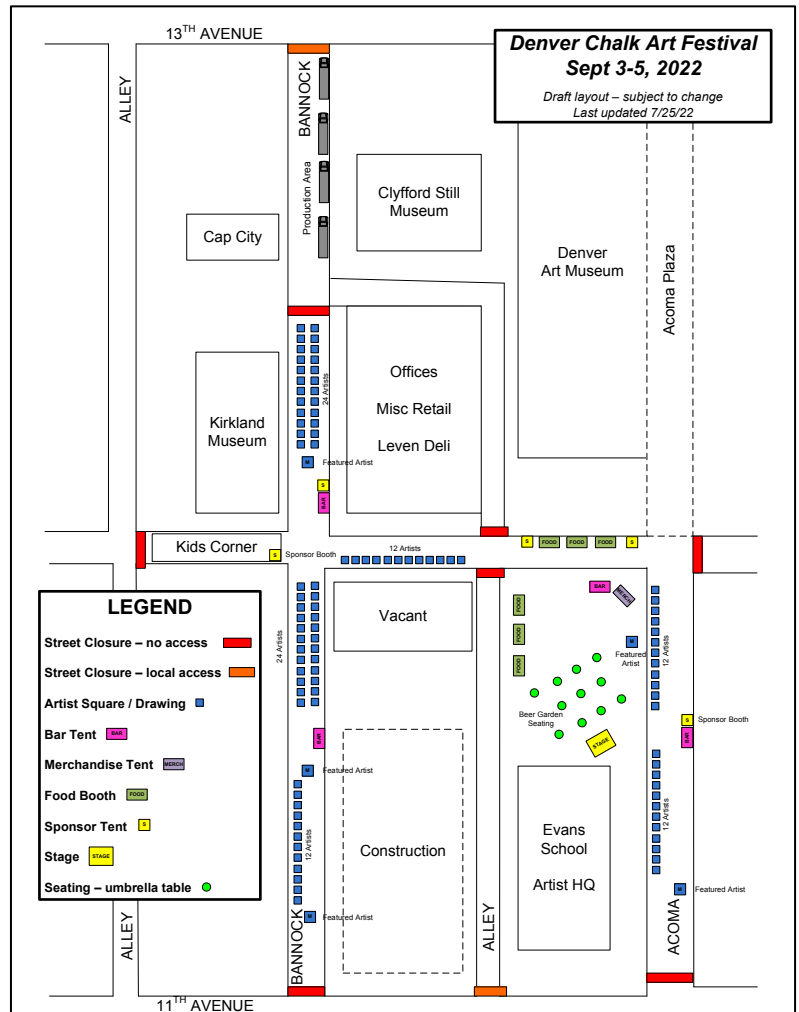 13TH AVENUE
Denver Chalk Art Festival
Sept 3-5, 2022
Draft layout – subject to change
Last updated 7/25/22
ALLEY
BANNOCK
Production Area
Clyfford Still
Museum
Cap City
Denver
Art Museum
Acoma Plaza
Offices
Misc Retail
Leven Deli
24 Artists
Kirkland
Museum
M
Featured Artist
S
BAR
Kids Corner
S
Sponsor Booth
12 Artists
S
FOOD
FOOD
FOOD
S
Vacant
24 Artists
FOOD
FOOD
FOOD
BAR
MERCH
M
Featured
Artist
12 Artists
Beer Garden
Seating
STAGE
S
Sponsor Booth
BAR
BAR
M
Featured Artist
12 Artists
Construction
Evans
School
Artist HQ
12 Artists
M
Featured Artist
M
Featured Artist
BANNOCK
ALLEY
ACOMA
ALLEY
11TH AVENUE
LEGEND
Street Closure – no access
Street Closure – local access
Artist Square / Drawing
Bar Tent
BAR
Merchandise Tent
MERCH
Food Booth
FOOD
Sponsor Tent
S
Stage
STAGE
Seating – umbrella table